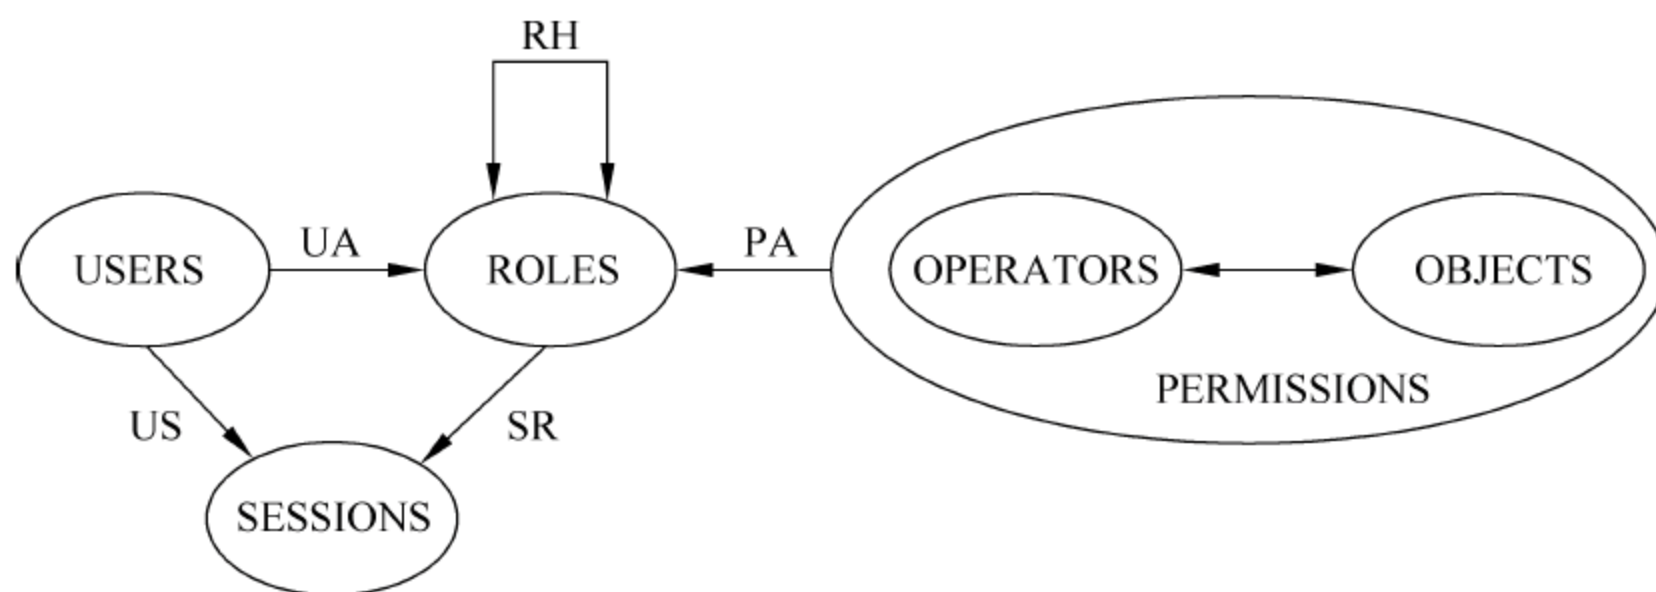 RH
UA
PA
USERS
ROLES
OPERATORS
OBJECTS
PERMISSIONS
US
SR
SESSIONS